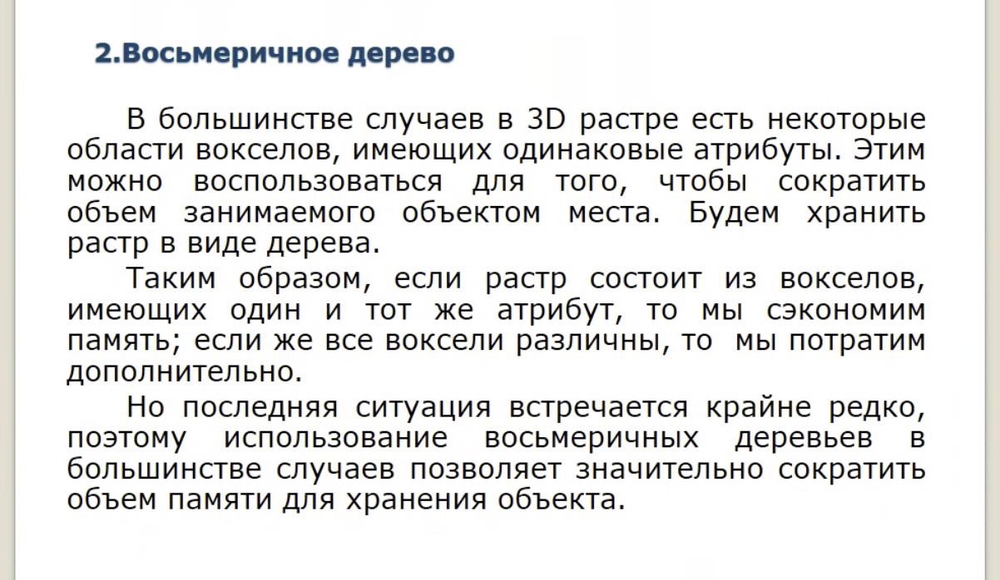 2.Восьмеричное дерево
В большинстве случаев в 3D растре есть некоторые
области вокселов, имеющих одинаковые атрибуты. Этим
можно воспользоваться для того, чтобы сократить
объем занимаемого объектом места. Будем хранить
растр в виде дерева.
Таким образом, если растр состоит из вокселов,
имеющих один и тот же атрибут, то мы сэкономим
память; если же все воксели различны, то мы потратим
дополнительно.
Но последняя ситуация встречается крайне редко,
поэтому использование восьмеричных деревьев в
большинстве случаев позволяет значительно сократить
объем памяти для хранения объекта.